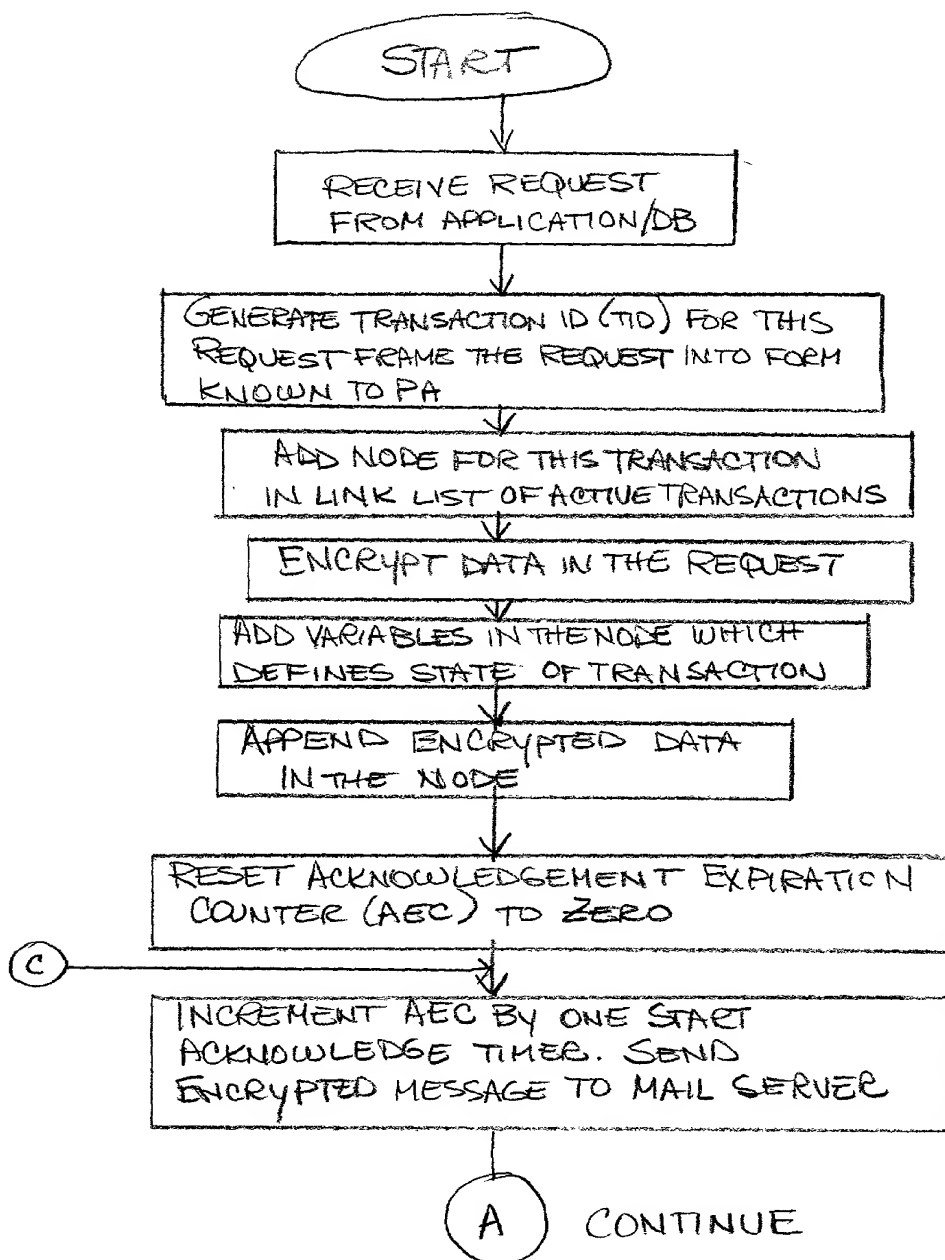 START
RECEIVE REQUEST
FROM APPLICATION/DB
GENERATE TRANSACTION ID (TID) FOR THIS
REQUEST FRAME THE REQUEST INTO FORM
KNOWN TO PA
ADD NODE FOR THIS TRANSACTION
IN LINK LIST OF ACTIVE TRANSACTIONS
ENCRYPT DATA IN THE REQUEST
ADD VARIABLES IN THE NODE WHICH
DEFINES STATE OF TRANSACTION
APPEND ENCRYPTED DATA
IN THE NODE
RESET ACKNOWLEDGEMENT EXPIRATION
COUNTER (AEC) TO ZERO
C
INCREMENT AEC BY ONE START
ACKNOWLEDGE TIMER. SEND
ENCRYPTED MESSAGE TO MAIL SERVER
A CONTINUE